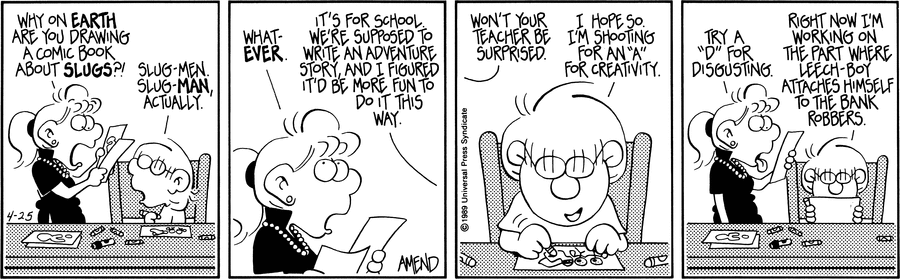 WHY ON EARTH
ARE YOU DRAWING
A COMIC BOOK
ABOUT SLUGS?!
SLUG-MEN.
SLUG-MAN,
ACTUALLY.
4-25
WHAT-
EVER.
IT'S FOR SCHOOL.
WE'RE SUPPOSED TO
WRITE AN ADVENTURE
STORY, AND I FIGURED
IT'D BE MORE FUN TO
DO IT THIS
WAY.
AMEND
©1989 Universal Press Syndicate
WON'T YOUR
TEACHER BE
SURPRISED.
I HOPE SO.
I'M SHOOTING
FOR AN "A"
FOR CREATIVITY.
TRY A
"D" FOR
DISGUSTING.
RIGHT NOW I'M
WORKING ON
THE PART WHERE
LEECH-BOY
ATTACHES HIMSELF
TO THE BANK
ROBBERS.